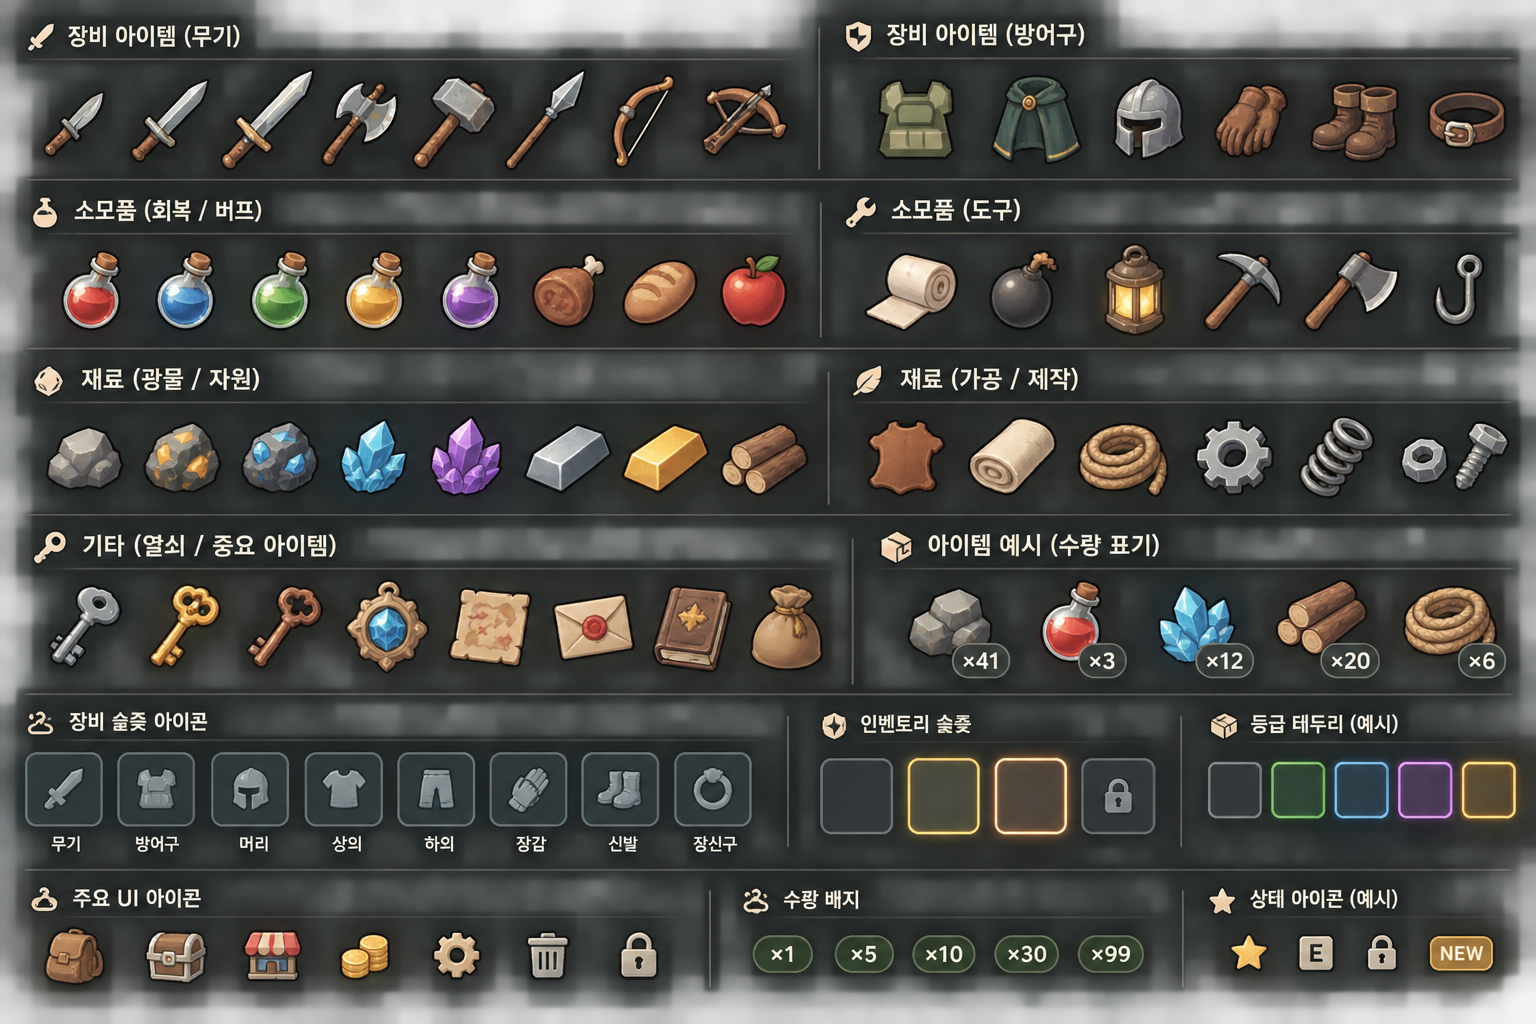 장비 아이템 (무기)
장비 아이템 (방어구)
소모품 (회복 / 버프)
소모품 (도구)
재료 (광물 / 자원)
재료 (가공 / 제작)
기타 (열쇠 / 중요 아이템)
아이템 예시 (수량 표기)
×41
×3
×12
×20
×6
장비 슬롯 아이콘
인벤토리 슬롯
등급 테두리 (예시)
무기
방어구
머리
상의
하의
장갑
신발
장신구
주요 UI 아이콘
수량 배지
상테 아이콘 (예시)
×1
×5
×10
×30
×99
E
NEW